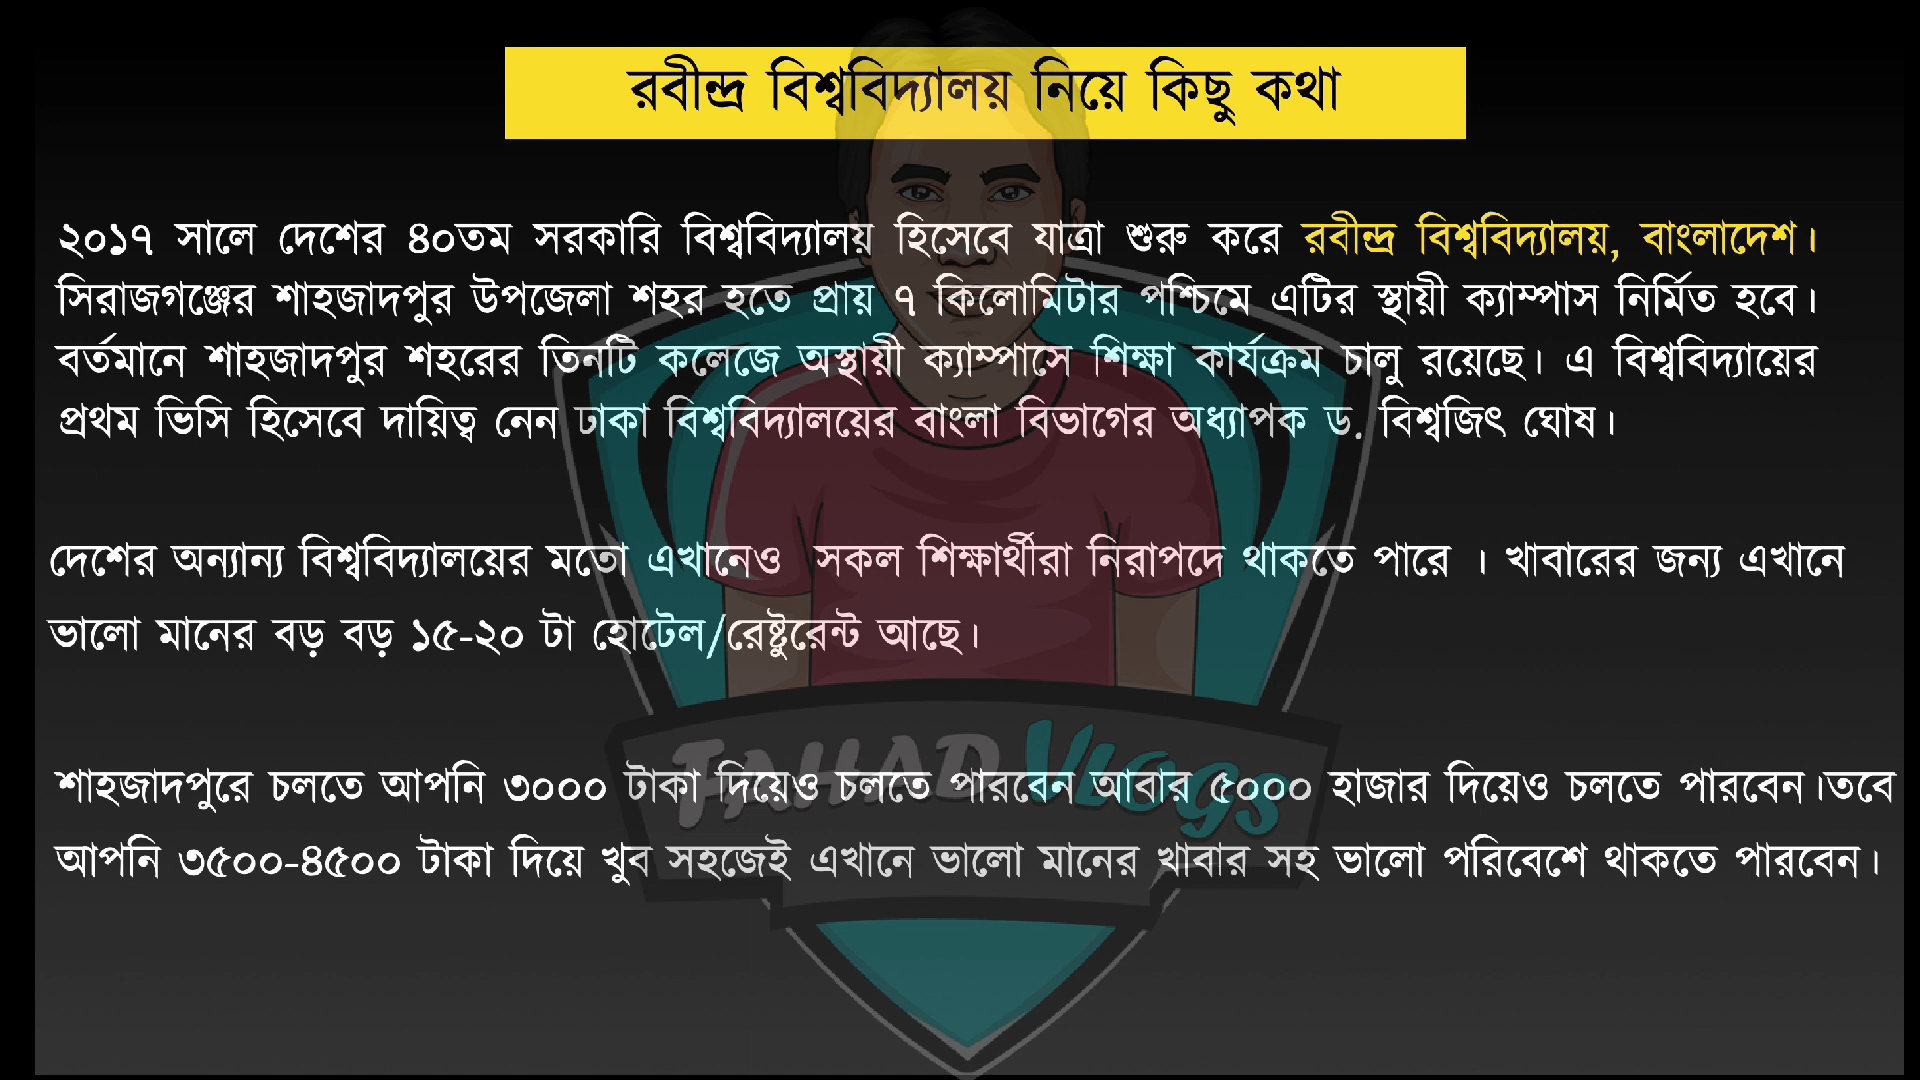 রবীন্দ্র বিশ্ববিদ্যালয় নিয়ে কিছু কথা
২০১৭ সালে দেশের ৪০তম সরকারি বিশ্ববিদ্যালয় হিসেবে যাত্রা শুরু করে রবীন্দ্র বিশ্ববিদ্যালয়, বাংলাদেশ।
সিরাজগঞ্জের শাহজাদপুর উপজেলা শহর হতে প্রায় ৭ কিলোমিটার পশ্চিমে এটির স্থায়ী ক্যাম্পাস নির্মিত হবে।
বর্তমানে শাহজাদপুর শহরের তিনটি কলেজে অস্থায়ী ক্যাম্পাসে শিক্ষা কার্যক্রম চালু রয়েছে। এ বিশ্ববিদ্যায়ের
প্রথম ভিসি হিসেবে দায়িত্ব নেন ঢাকা বিশ্ববিদ্যালয়ের বাংলা বিভাগের অধ্যাপক ড. বিশ্বজিৎ ঘোষ।
দেশের অন্যান্য বিশ্ববিদ্যালয়ের মতো এখানেও সকল শিক্ষার্থীরা নিরাপদে থাকতে পারে । খাবারের জন্য এখানে
ভালো মানের বড় বড় ১৫-২০ টা হোটেল/রেষ্টুরেন্ট আছে।
FAHAD VLOGS
শাহজাদপুরে চলতে আপনি ৩০০০ টাকা দিয়েও চলতে পারবেন আবার ৫০০০ হাজার দিয়েও চলতে পারবেন।তবে
আপনি ৩৫০০-৪৫০০ টাকা দিয়ে খুব সহজেই এখানে ভালো মানের খাবার সহ ভালো পরিবেশে থাকতে পারবেন।